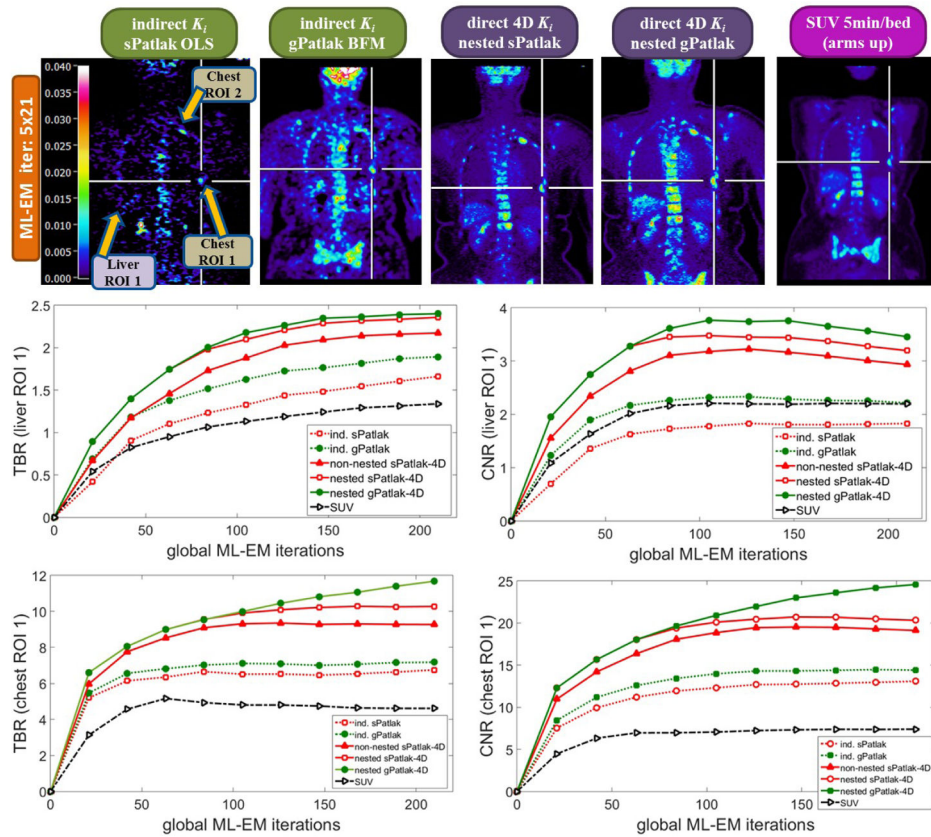 indirect Ki
sPatlak OLS
indirect Ki
gPatlak BFM
direct 4D Ki
nested sPatlak
direct 4D Ki
nested gPatlak
SUV 5min/bed
(arms up)
ML-EM iter: 5x21
0.040
0.035
0.030
0.025
0.020
0.015
0.010
0.005
0.000
Chest
ROI 2
Liver
ROI 1
Chest
ROI 1
TBR (liver ROI 1)
2.5
2
1.5
1
0.5
0
0
50
100
150
200
global ML-EM iterations
ind. sPatlak
ind. gPatlak
non-nested sPatlak-4D
nested sPatlak-4D
nested gPatlak-4D
SUV
CNR (liver ROI 1)
4
3
2
1
0
0
50
100
150
200
global ML-EM iterations
ind. sPatlak
ind. gPatlak
non-nested sPatlak-4D
nested sPatlak-4D
nested gPatlak-4D
SUV
TBR (chest ROI 1)
12
10
8
6
4
2
0
0
50
100
150
200
global ML-EM iterations
ind. sPatlak
ind. gPatlak
non-nested sPatlak-4D
nested sPatlak-4D
nested gPatlak-4D
SUV
CNR (chest ROI 1)
25
20
15
10
5
0
0
50
100
150
global ML-EM iterations
ind. sPatlak
ind. gPatlak
non-nested sPatlak-4D
nested sPatlak-4D
nested gPatlak-4D
SUV